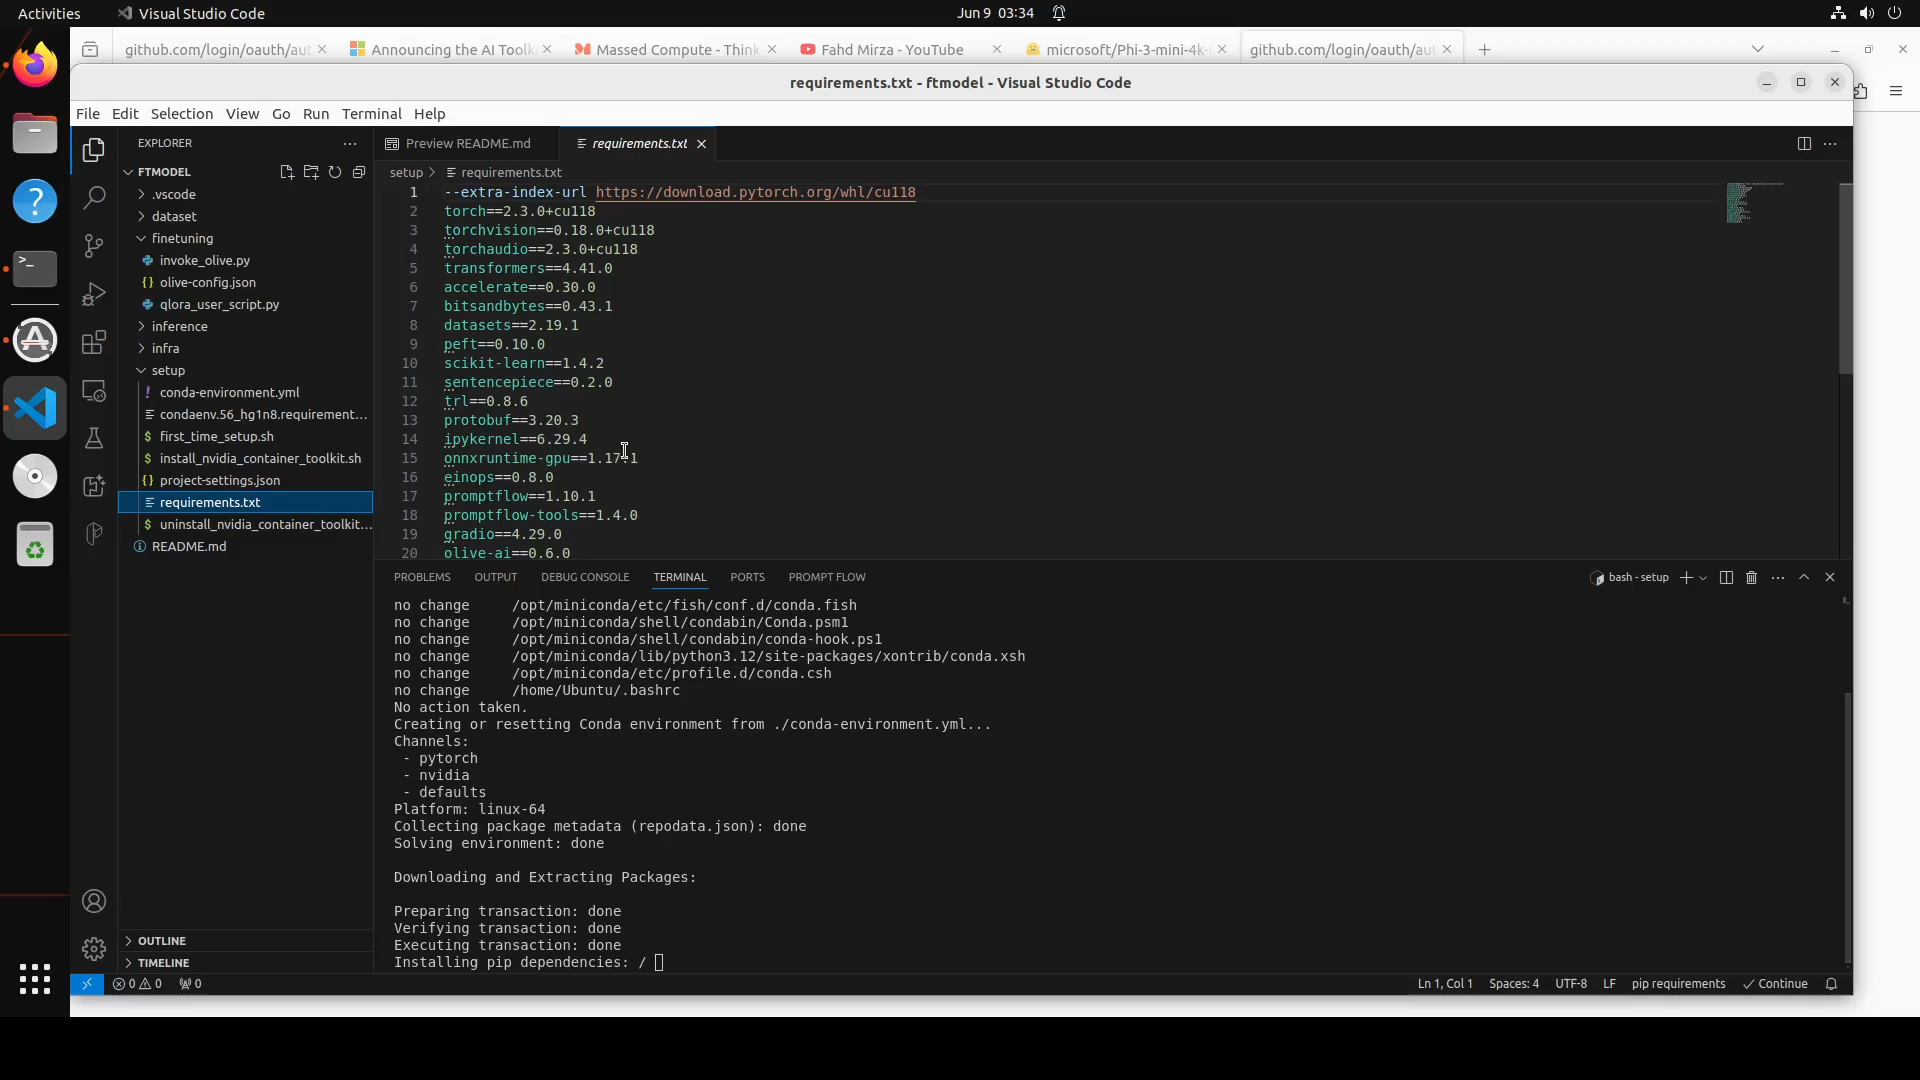 Activities
Visual Studio Code
Jun 9 03:34
github.com/login/oauth/aut
Announcing the AI Toolk
Massed Compute - Think
Fahd Mirza - YouTube
microsoft/Phi-3-mini-4k-i
github.com/login/oauth/aut
requirements.txt - ftmodel - Visual Studio Code
File Edit Selection View Go Run Terminal Help
EXPLORER
FTMODEL
.vscode
dataset
finetuning
invoke_olive.py
olive-config.json
qlora_user_script.py
inference
infra
setup
conda-environment.yml
condaenv.56_hg1n8.requirement...
first_time_setup.sh
install_nvidia_container_toolkit.sh
project-settings.json
requirements.txt
uninstall_nvidia_container_toolkit...
README.md
OUTLINE
TIMELINE
Preview README.md
requirements.txt
setup > requirements.txt
1 --extra-index-url https://download.pytorch.org/whl/cu118
2 torch==2.3.0+cu118
3 torchvision==0.18.0+cu118
4 torchaudio==2.3.0+cu118
5 transformers==4.41.0
6 accelerate==0.30.0
7 bitsandbytes==0.43.1
8 datasets==2.19.1
9 peft==0.10.0
10 scikit-learn==1.4.2
11 sentencepiece==0.2.0
12 trl==0.8.6
13 protobuf==3.20.3
14 ipykernel==6.29.4
15 onnxruntime-gpu==1.17.1
16 einops==0.8.0
17 promptflow==1.10.1
18 promptflow-tools==1.4.0
19 gradio==4.29.0
20 olive-ai==0.6.0
PROBLEMS OUTPUT DEBUG CONSOLE TERMINAL PORTS PROMPT FLOW
bash - setup
no change /opt/miniconda/etc/fish/conf.d/conda.fish
no change /opt/miniconda/shell/condabin/Conda.psm1
no change /opt/miniconda/shell/condabin/conda-hook.ps1
no change /opt/miniconda/lib/python3.12/site-packages/xontrib/conda.xsh
no change /opt/miniconda/etc/profile.d/conda.csh
no change /home/Ubuntu/.bashrc
No action taken.
Creating or resetting Conda environment from ./conda-environment.yml...
Channels:
- pytorch
- nvidia
- defaults
Platform: linux-64
Collecting package metadata (repodata.json): done
Solving environment: done
Downloading and Extracting Packages:
Preparing transaction: done
Verifying transaction: done
Executing transaction: done
Installing pip dependencies: /
0 0 0
Ln 1, Col 1 Spaces: 4 UTF-8 LF pip requirements Continue